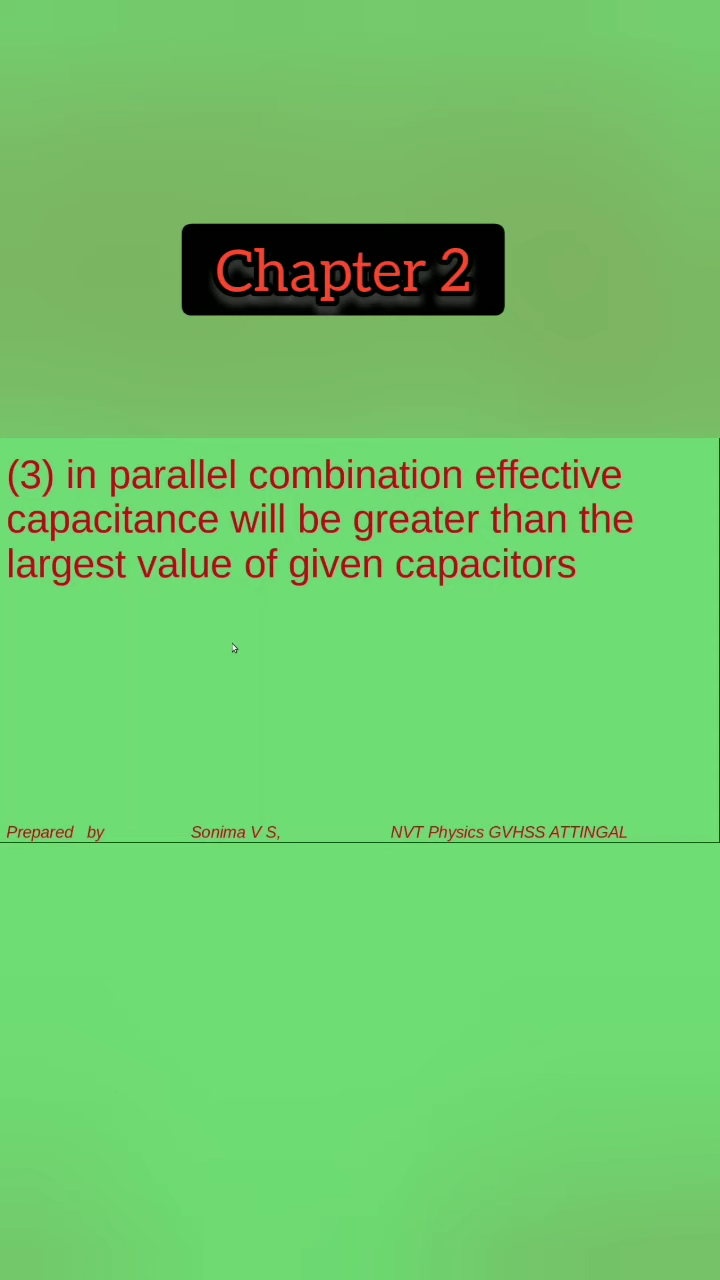 Chapter 2
(3) in parallel combination effective
capacitance will be greater than the
largest value of given capacitors
Prepared by Sonima V S, NVT Physics GVHSS ATTINGAL